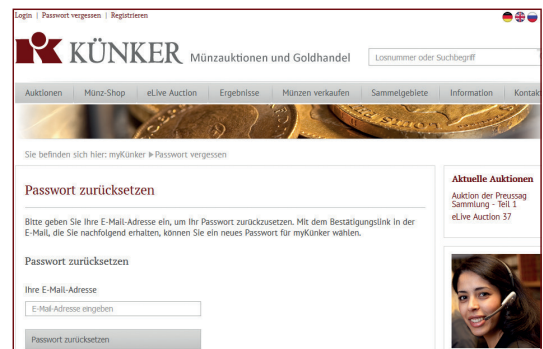 Login | Passwort vergessen | Registrieren
KÜNKER Münzauktionen und Goldhandel
Losnummer oder Suchbegriff
Auktionen Münz-Shop eLive Auction Ergebnisse Münzen verkaufen Sammelgebiete Information Kontakt
Sie befinden sich hier: myKünker ▶ Passwort vergessen
Passwort zurücksetzen
Bitte geben Sie Ihre E-Mail-Adresse ein, um Ihr Passwort zurückzusetzen. Mit dem Bestätigungslink in der
E-Mail, die Sie nachfolgend erhalten, können Sie ein neues Passwort für myKünker wählen.
Passwort zurücksetzen
Ihre E-Mail-Adresse
E-Mail-Adresse eingeben
Passwort zurücksetzen
Aktuelle Auktionen
Auktion der Preussag
Sammlung - Teil 1
eLive Auction 37